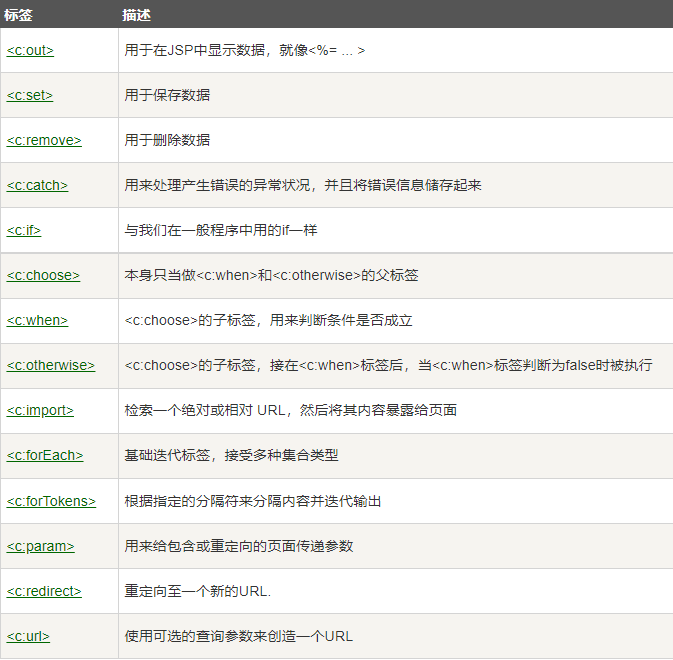 标签 描述
<c:out> 用于在JSP中显示数据，就像<%= ... >
<c:set> 用于保存数据
<c:remove> 用于删除数据
<c:catch> 用来处理产生错误的异常状况，并且将错误信息储存起来
<c:if> 与我们在一般程序中用的if一样
<c:choose> 本身只当做<c:when>和<c:otherwise>的父标签
<c:when> <c:choose>的子标签，用来判断条件是否成立
<c:otherwise> <c:choose>的子标签，接在<c:when>标签后，当<c:when>标签判断为false时被执行
<c:import> 检索一个绝对或相对 URL，然后将其内容暴露给页面
<c:forEach> 基础迭代标签，接受多种集合类型
<c:forTokens> 根据指定的分隔符来分隔内容并迭代输出
<c:param> 用来给包含或重定向的页面传递参数
<c:redirect> 重定向至一个新的URL.
<c:url> 使用可选的查询参数来创造一个URL